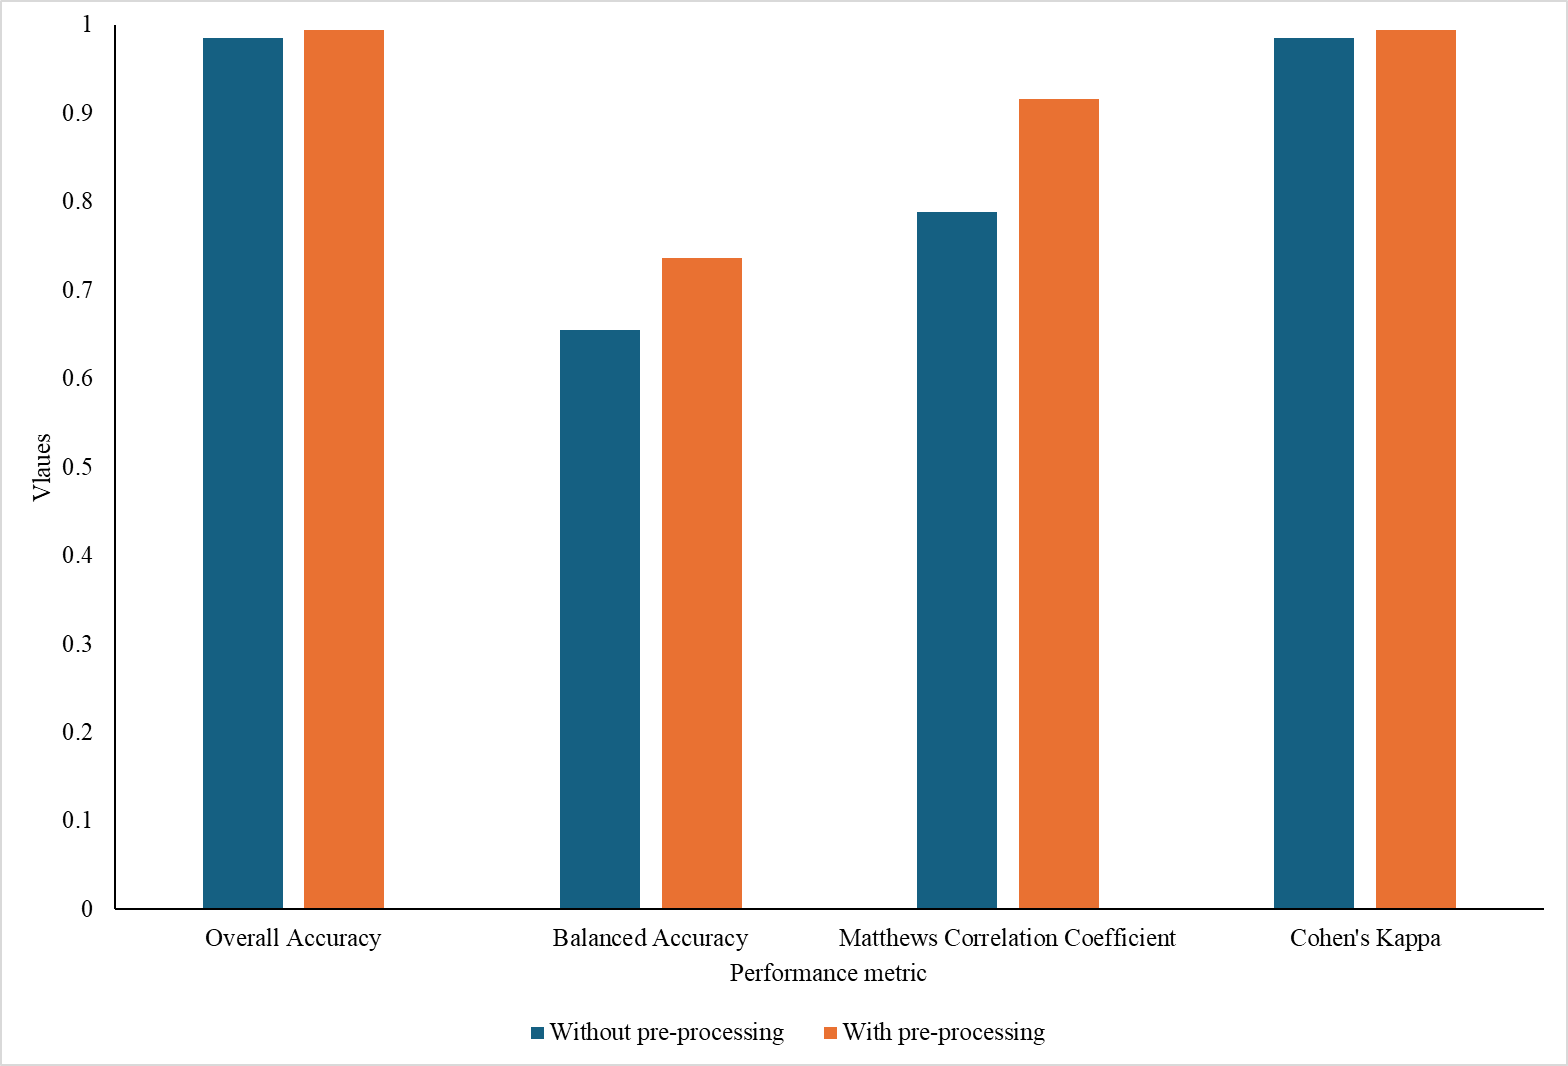 1
0.9
0.8
0.7
0.6
0.5
0.4
0.3
0.2
0.1
0
Vlaues
Overall Accuracy
Balanced Accuracy
Matthews Correlation Coefficient
Cohen's Kappa
Performance metric
Without pre-processing
With pre-processing